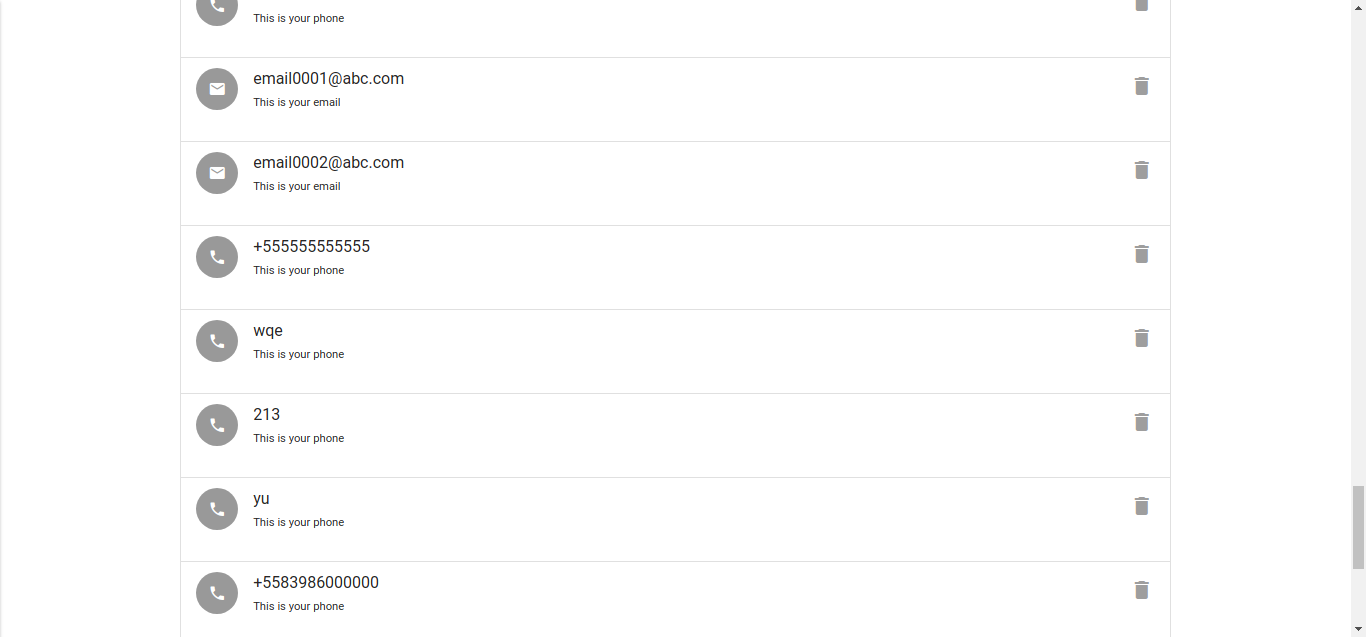 This is your phone
email0001@abc.com
This is your email
email0002@abc.com
This is your email
+555555555555
This is your phone
wqe
This is your phone
213
This is your phone
yu
This is your phone
+5583986000000
This is your phone